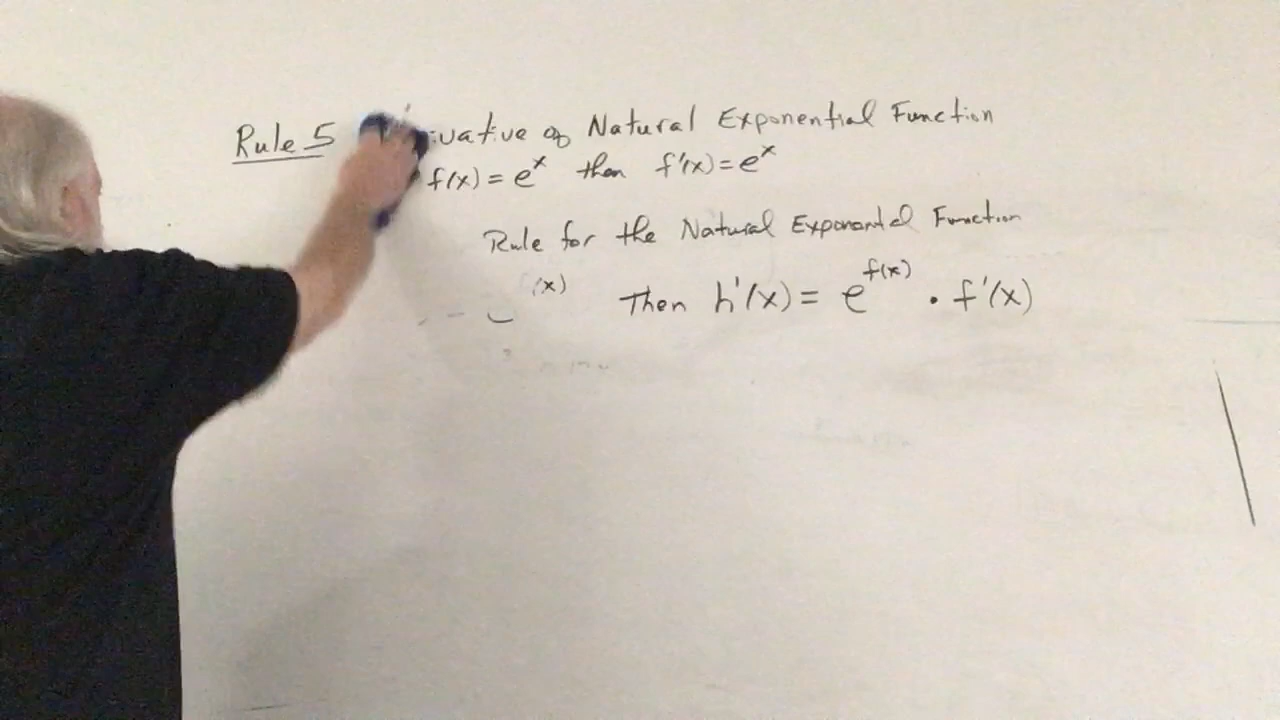 Rule 5 ivative of Natural Exponential Function
f(x) = e^x then f'(x) = e^x
Rule for the Natural Exponential Function
(x) Then h'(x) = e^f(x) · f'(x)